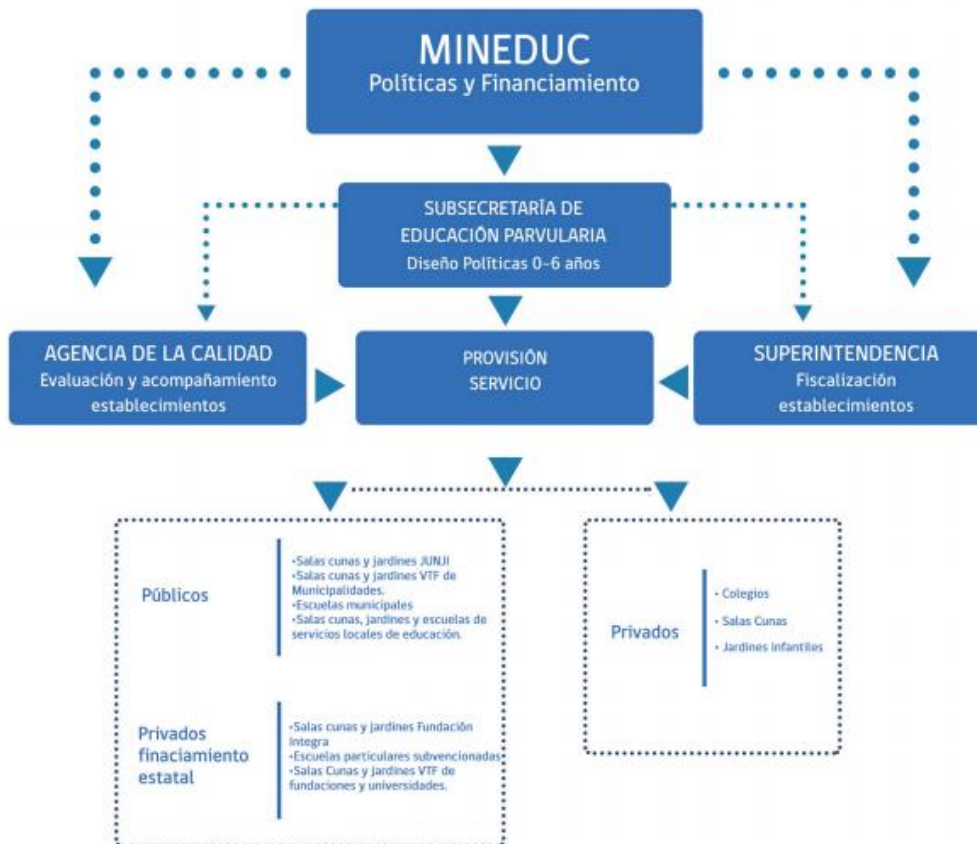 MINEDUC
Políticas y Financiamiento
SUBSECRETARÍA DE
EDUCACIÓN PARVULARIA
Diseño Políticas 0-6 años
AGENCIA DE LA CALIDAD
Evaluación y acompañamiento
establecimientos
PROVISIÓN
SERVICIO
SUPERINTENDENCIA
Fiscalización
establecimientos
Públicos
•Salas cunas y jardines JUNJI
•Salas cunas y jardines VTF de
Municipalidades.
•Escuelas municipales
•Salas cunas, jardines y escuelas de
servicios locales de educación.
Privados
finaciamiento
estatal
•Salas cunas y jardines Fundación
Integra
•Escuelas particulares subvencionadas
•Salas Cunas y jardines VTF de
fundaciones y universidades.
Privados
• Colegios
• Salas Cunas
• Jardines infantiles